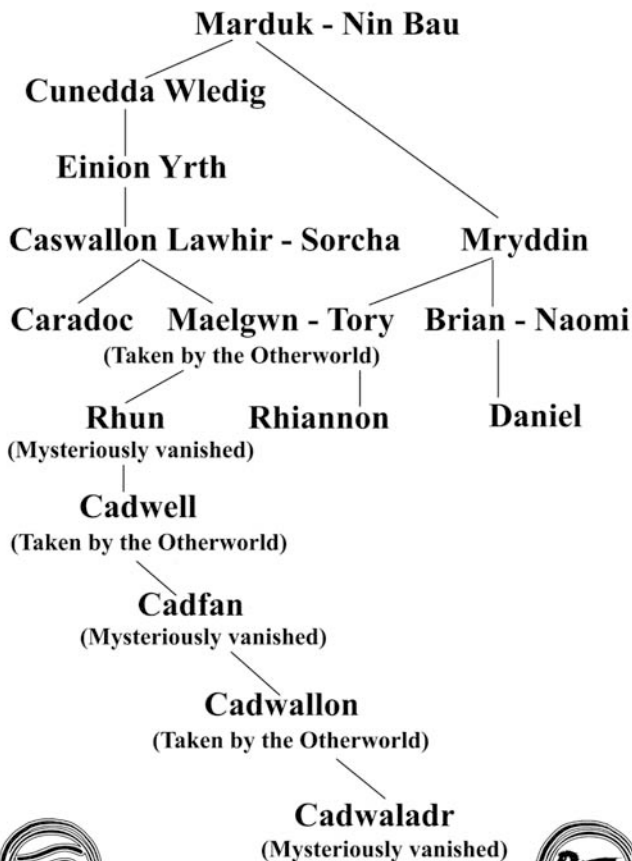 Marduk - Nin Bau
Cunedda Wledig
Einion Yrth
Caswallon Lawhir - Sorcha Mryddin
Caradoc Maelgwn - Tory Brian - Naomi
(Taken by the Otherworld)
Rhun Rhiannon Daniel
(Mysteriously vanished)
Cadwell
(Taken by the Otherworld)
Cadfan
(Mysteriously vanished)
Cadwallon
(Taken by the Otherworld)
Cadwaladr
(Mysteriously vanished)